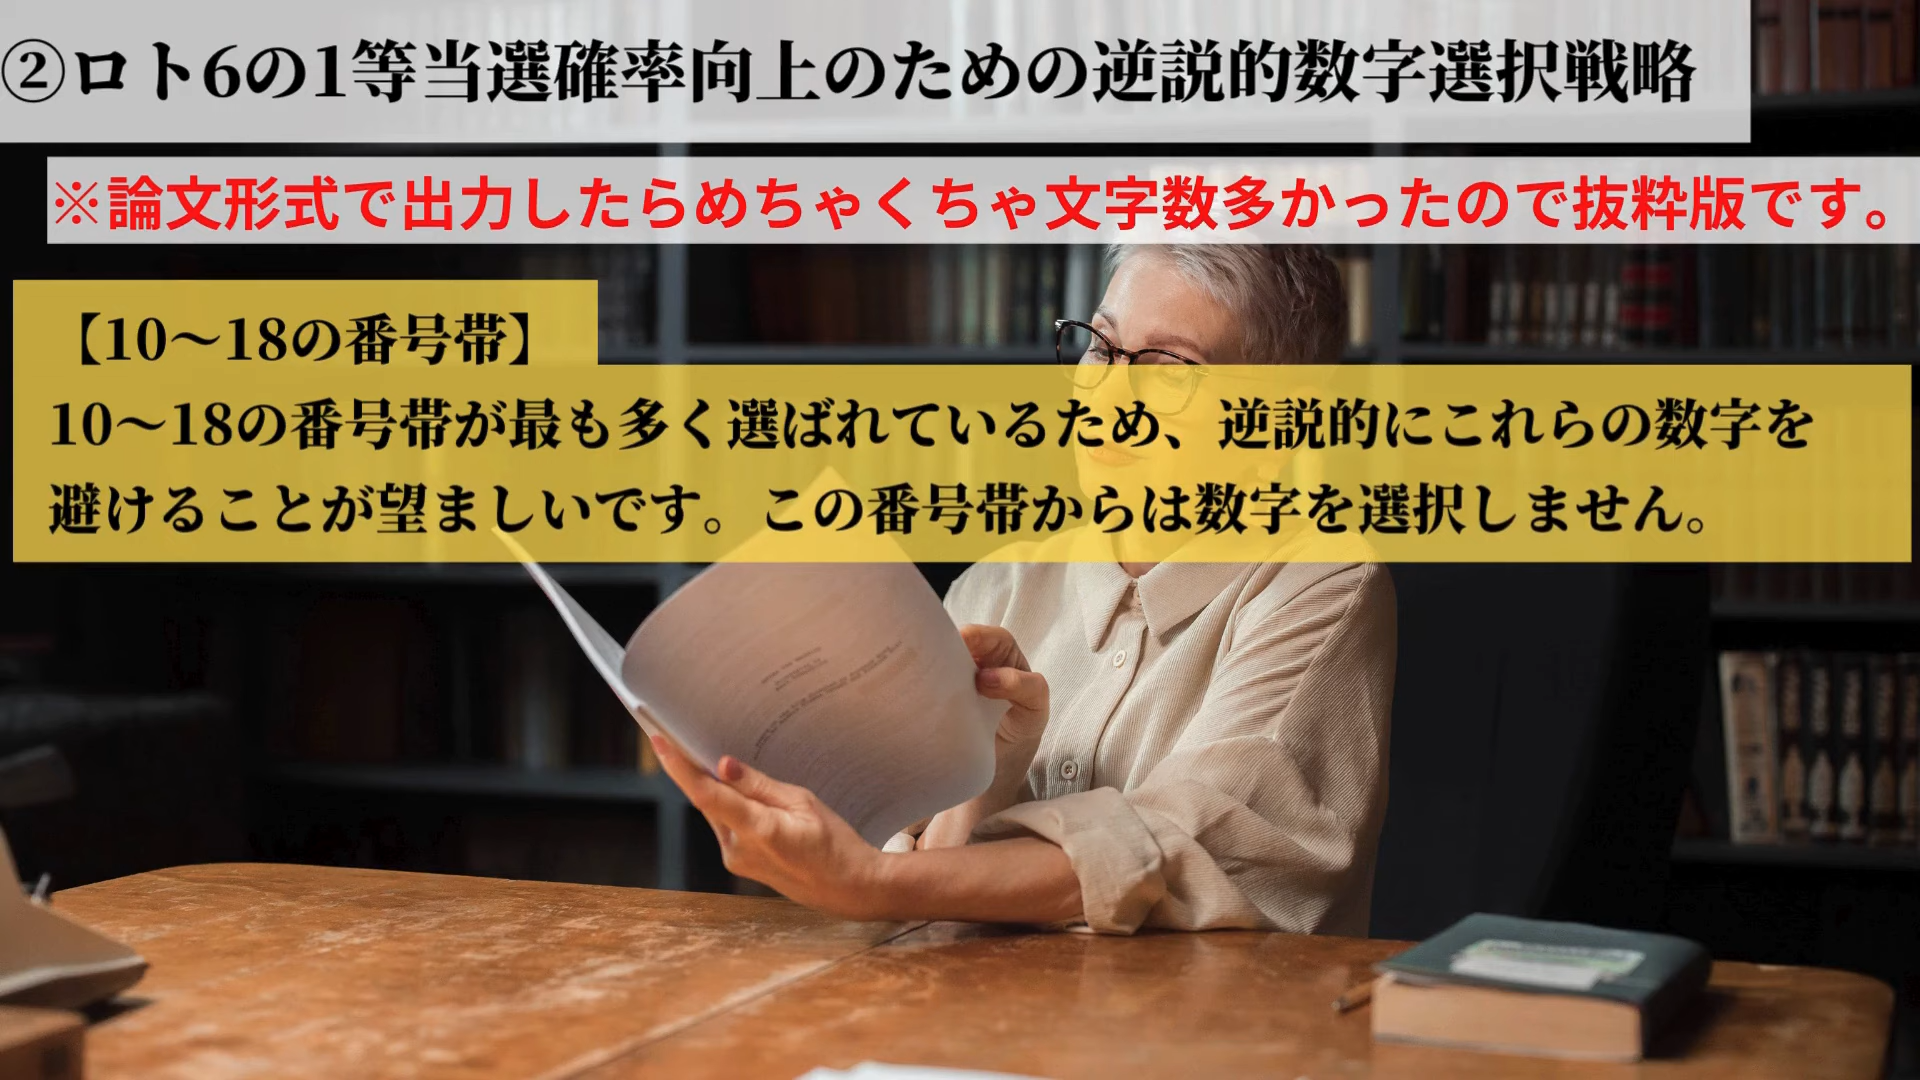 ②ロト6の1等当選確率向上のための逆説的数字選択戦略
※論文形式で出力したらめちゃくちゃ文字数多かったので抜粋版です。
【10～18の番号帯】
10～18の番号帯が最も多く選ばれているため、逆説的にこれらの数字を
避けることが望ましいです。この番号帯からは数字を選択しません。